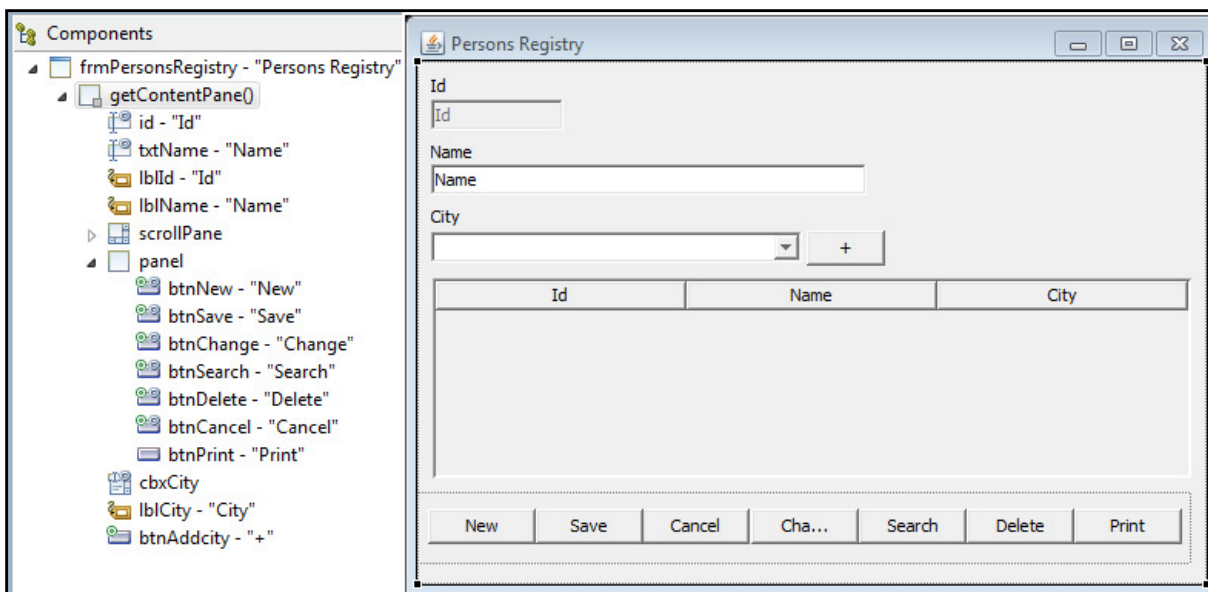 Components
frmPersonsRegistry - "Persons Registry"
getContentPane()
id - "Id"
txtName - "Name"
lblId - "Id"
lblName - "Name"
scrollPane
panel
btnNew - "New"
btnSave - "Save"
btnChange - "Change"
btnSearch - "Search"
btnDelete - "Delete"
btnCancel - "Cancel"
btnPrint - "Print"
cbxCity
lblCity - "City"
btnAddcity - "+"
Persons Registry
Id
Id
Name
Name
City
+
Id Name City
New Save Cancel Cha... Search Delete Print